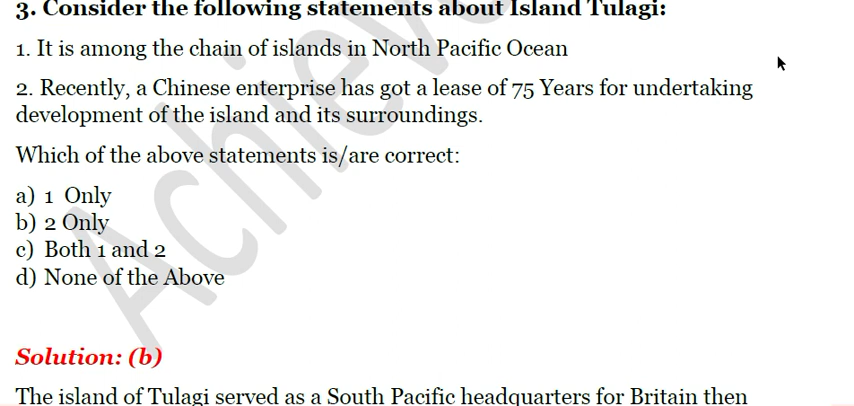 3. Consider the following statements about Island Tulagi:
1. It is among the chain of islands in North Pacific Ocean
2. Recently, a Chinese enterprise has got a lease of 75 Years for undertaking
development of the island and its surroundings.
Which of the above statements is/are correct:
a) 1 Only
b) 2 Only
c) Both 1 and 2
d) None of the Above
Achiev
Solution: (b)
The island of Tulagi served as a South Pacific headquarters for Britain then